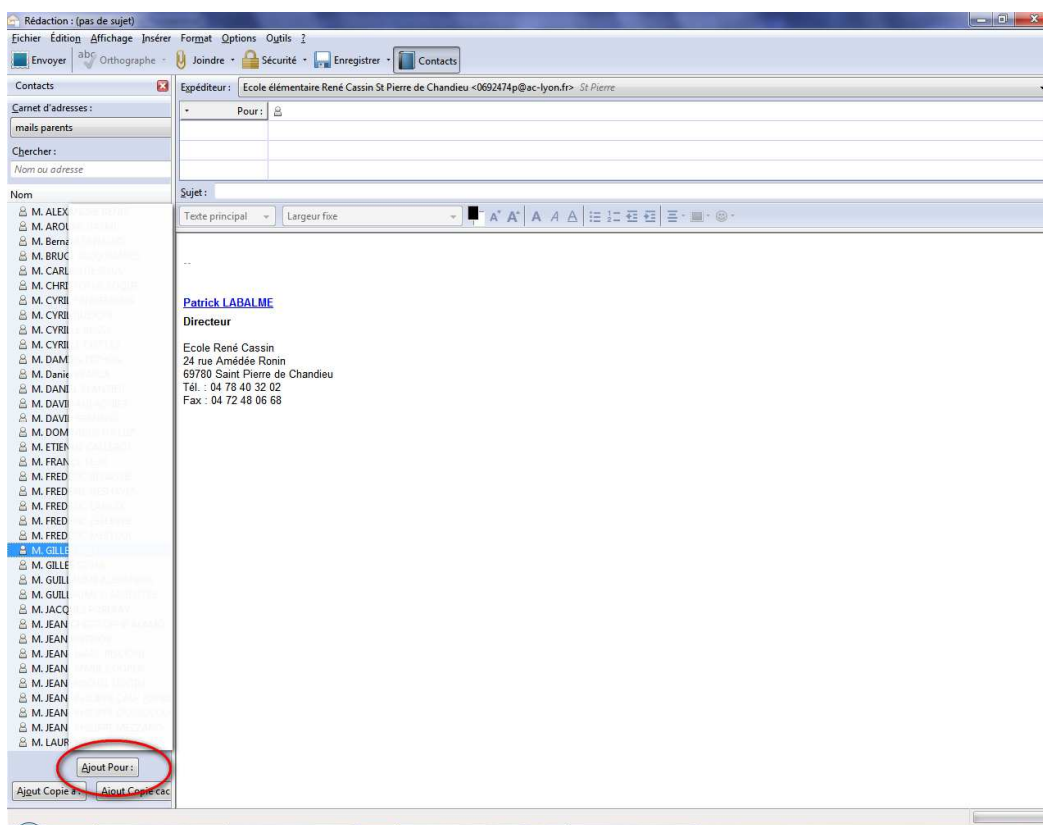 Rédaction : (pas de sujet)
Fichier Édition Affichage Insérer Format Options Outils ?
Envoyer Orthographe Joindre Sécurité Enregistrer Contacts
Contacts
Carnet d'adresses :
mails parents
Chercher :
Nom ou adresse
Nom
M. ALEX
M. AROU
M. Berna
M. BRUC
M. CARL
M. CHRI
M. CYRII
M. CYRII
M. CYRII
M. CYRII
M. DAM
M. Danie
M. DANI
M. DAVII
M. DAVII
M. DOM
M. ETIEN
M. FRAN
M. FRED
M. FRED
M. FRED
M. FRED
M. FRED
M. GILLE
M. GILLE
M. GUILL
M. GUILL
M. JACQ
M. JEAN
M. JEAN
M. JEAN
M. JEAN
M. JEAN
M. JEAN
M. JEAN
M. JEAN
M. LAUR
Ajout Pour :
Ajout Copie à : Ajout Copie cac
Expéditeur : Ecole élémentaire René Cassin St Pierre de Chandieu <0692474p@ac-lyon.fr> St Pierre
Pour :
Sujet :
Texte principal Largeur fixe
--
Patrick LABALME
Directeur
Ecole René Cassin
24 rue Amédée Ronin
69780 Saint Pierre de Chandieu
Tél. : 04 78 40 32 02
Fax : 04 72 48 06 68